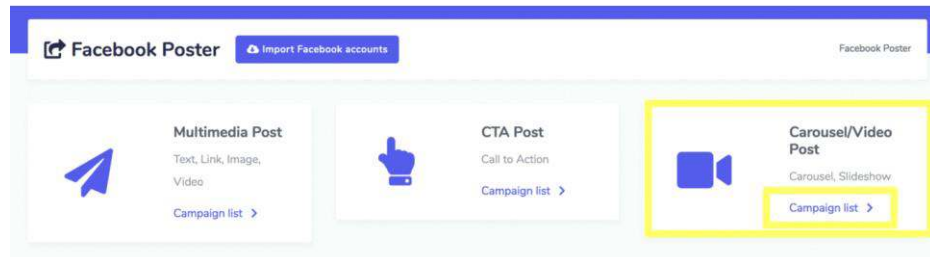 Facebook Poster
Import Facebook accounts
Facebook Poster
Multimedia Post
Text, Link, Image,
Video
Campaign list >
CTA Post
Call to Action
Campaign list >
Carousel/Video
Post
Carousel, Slideshow
Campaign list >